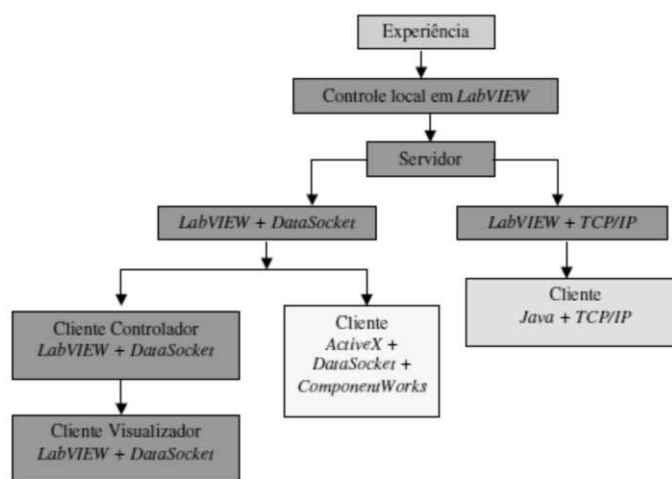 Experiência
Controle local em LabVIEW
Servidor
LabVIEW + DataSocket
LabVIEW + TCP/IP
Cliente Controlador
LabVIEW + DataSocket
Cliente
ActiveX +
DataSocket +
ComponentWorks
Cliente
Java + TCP/IP
Cliente Visualizador
LabVIEW + DataSocket